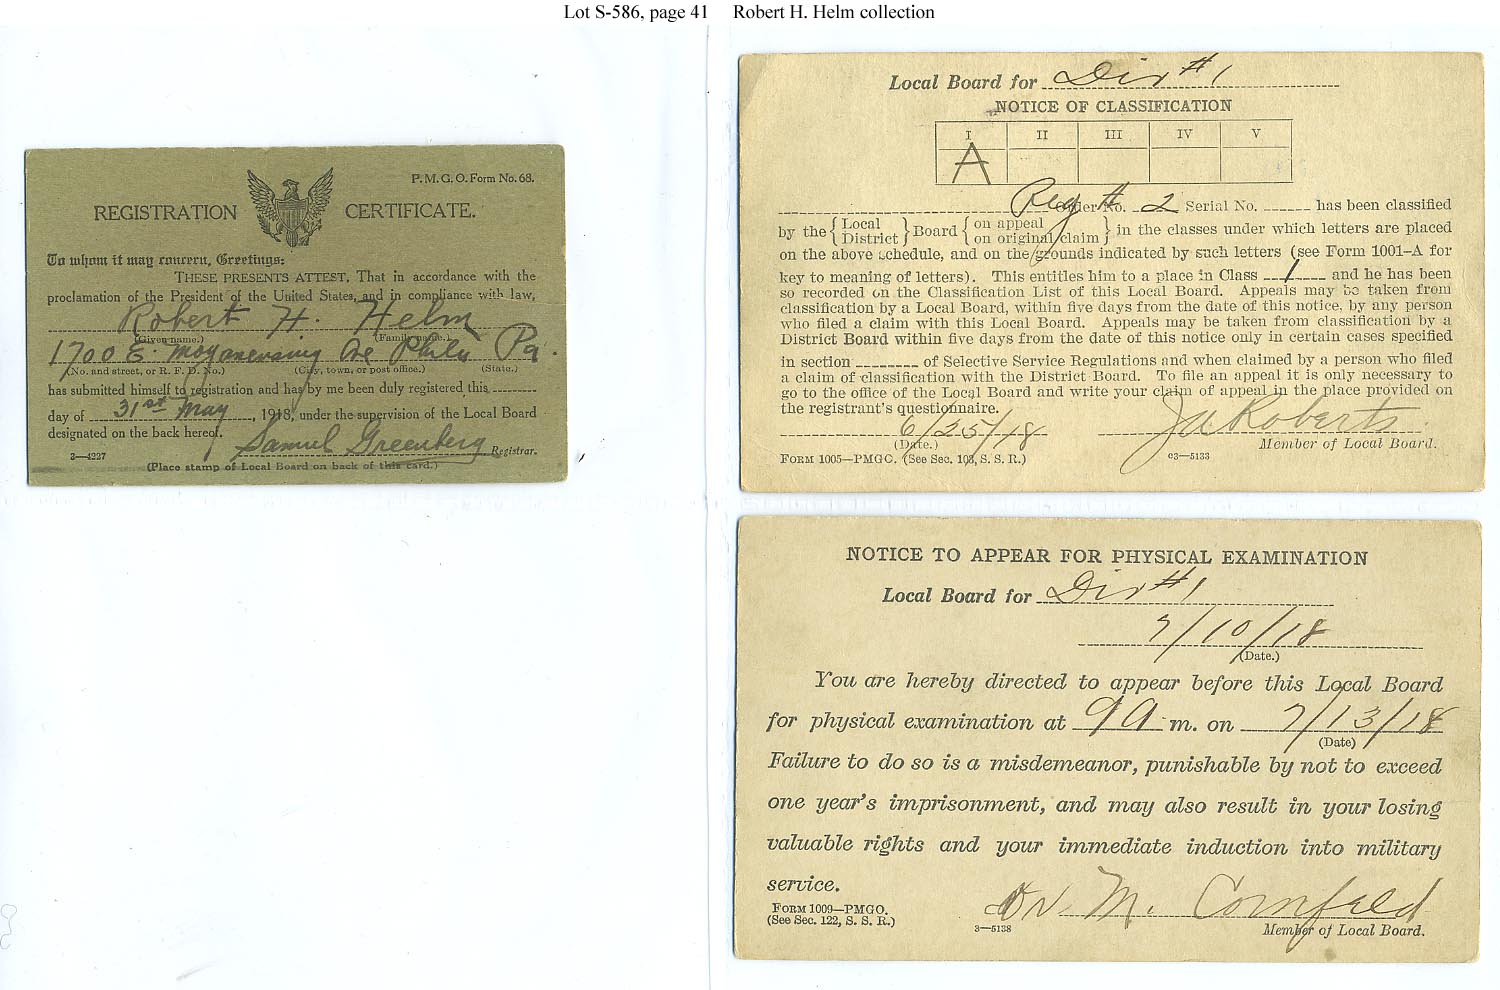 Lot S-586, page 41 Robert H. Helm collection
P. M. G. O. Form No. 68.
REGISTRATION CERTIFICATE.
To whom it may concern, Greetings:
THESE PRESENTS ATTEST, That in accordance with the
proclamation of the President of the United States, and in compliance with law,
Robert H. Helm
(Given name.) (Family name.)
1700 E. Moyamensing Ave Phila Pa.
(No. and street, or R. F. D. No.) (City, town, or post office.) (State.)
has submitted himself to registration and has by me been duly registered this
day of 31st May, 1918, under the supervision of the Local Board
designated on the back hereof.
Samuel Greenberg Registrar.
3—4227
(Place stamp of Local Board on back of this card.)
Local Board for Div #1
NOTICE OF CLASSIFICATION
I II III IV V
A
Reg # Order No. 2 Serial No. has been classified
by the { Local District } Board { on appeal on original claim } in the classes under which letters are placed
on the above schedule, and on the grounds indicated by such letters (see Form 1001–A for
key to meaning of letters). This entitles him to a place in Class 1 and he has been
so recorded on the Classification List of this Local Board. Appeals may be taken from
classification by a Local Board, within five days from the date of this notice, by any person
who filed a claim with this Local Board. Appeals may be taken from classification by a
District Board within five days from the date of this notice only in certain cases specified
in section of Selective Service Regulations and when claimed by a person who filed
a claim of classification with the District Board. To file an appeal it is only necessary to
go to the office of the Local Board and write your claim of appeal in the place provided on
the registrant's questionnaire.
6/25/18 Roberts
(Date.) Member of Local Board.
FORM 1005—PMGO. (See Sec. 103, S. S. R.) c3—5133
NOTICE TO APPEAR FOR PHYSICAL EXAMINATION
Local Board for Div #1
7/10/18
(Date.)
You are hereby directed to appear before this Local Board
for physical examination at 9 a m. on 7/13/18
(Date)
Failure to do so is a misdemeanor, punishable by not to exceed
one year's imprisonment, and may also result in your losing
valuable rights and your immediate induction into military
service.
Dr. M. Cornfeld
FORM 1009—PMGO.
(See Sec. 122, S. S. R.) 3—5138 Member of Local Board.